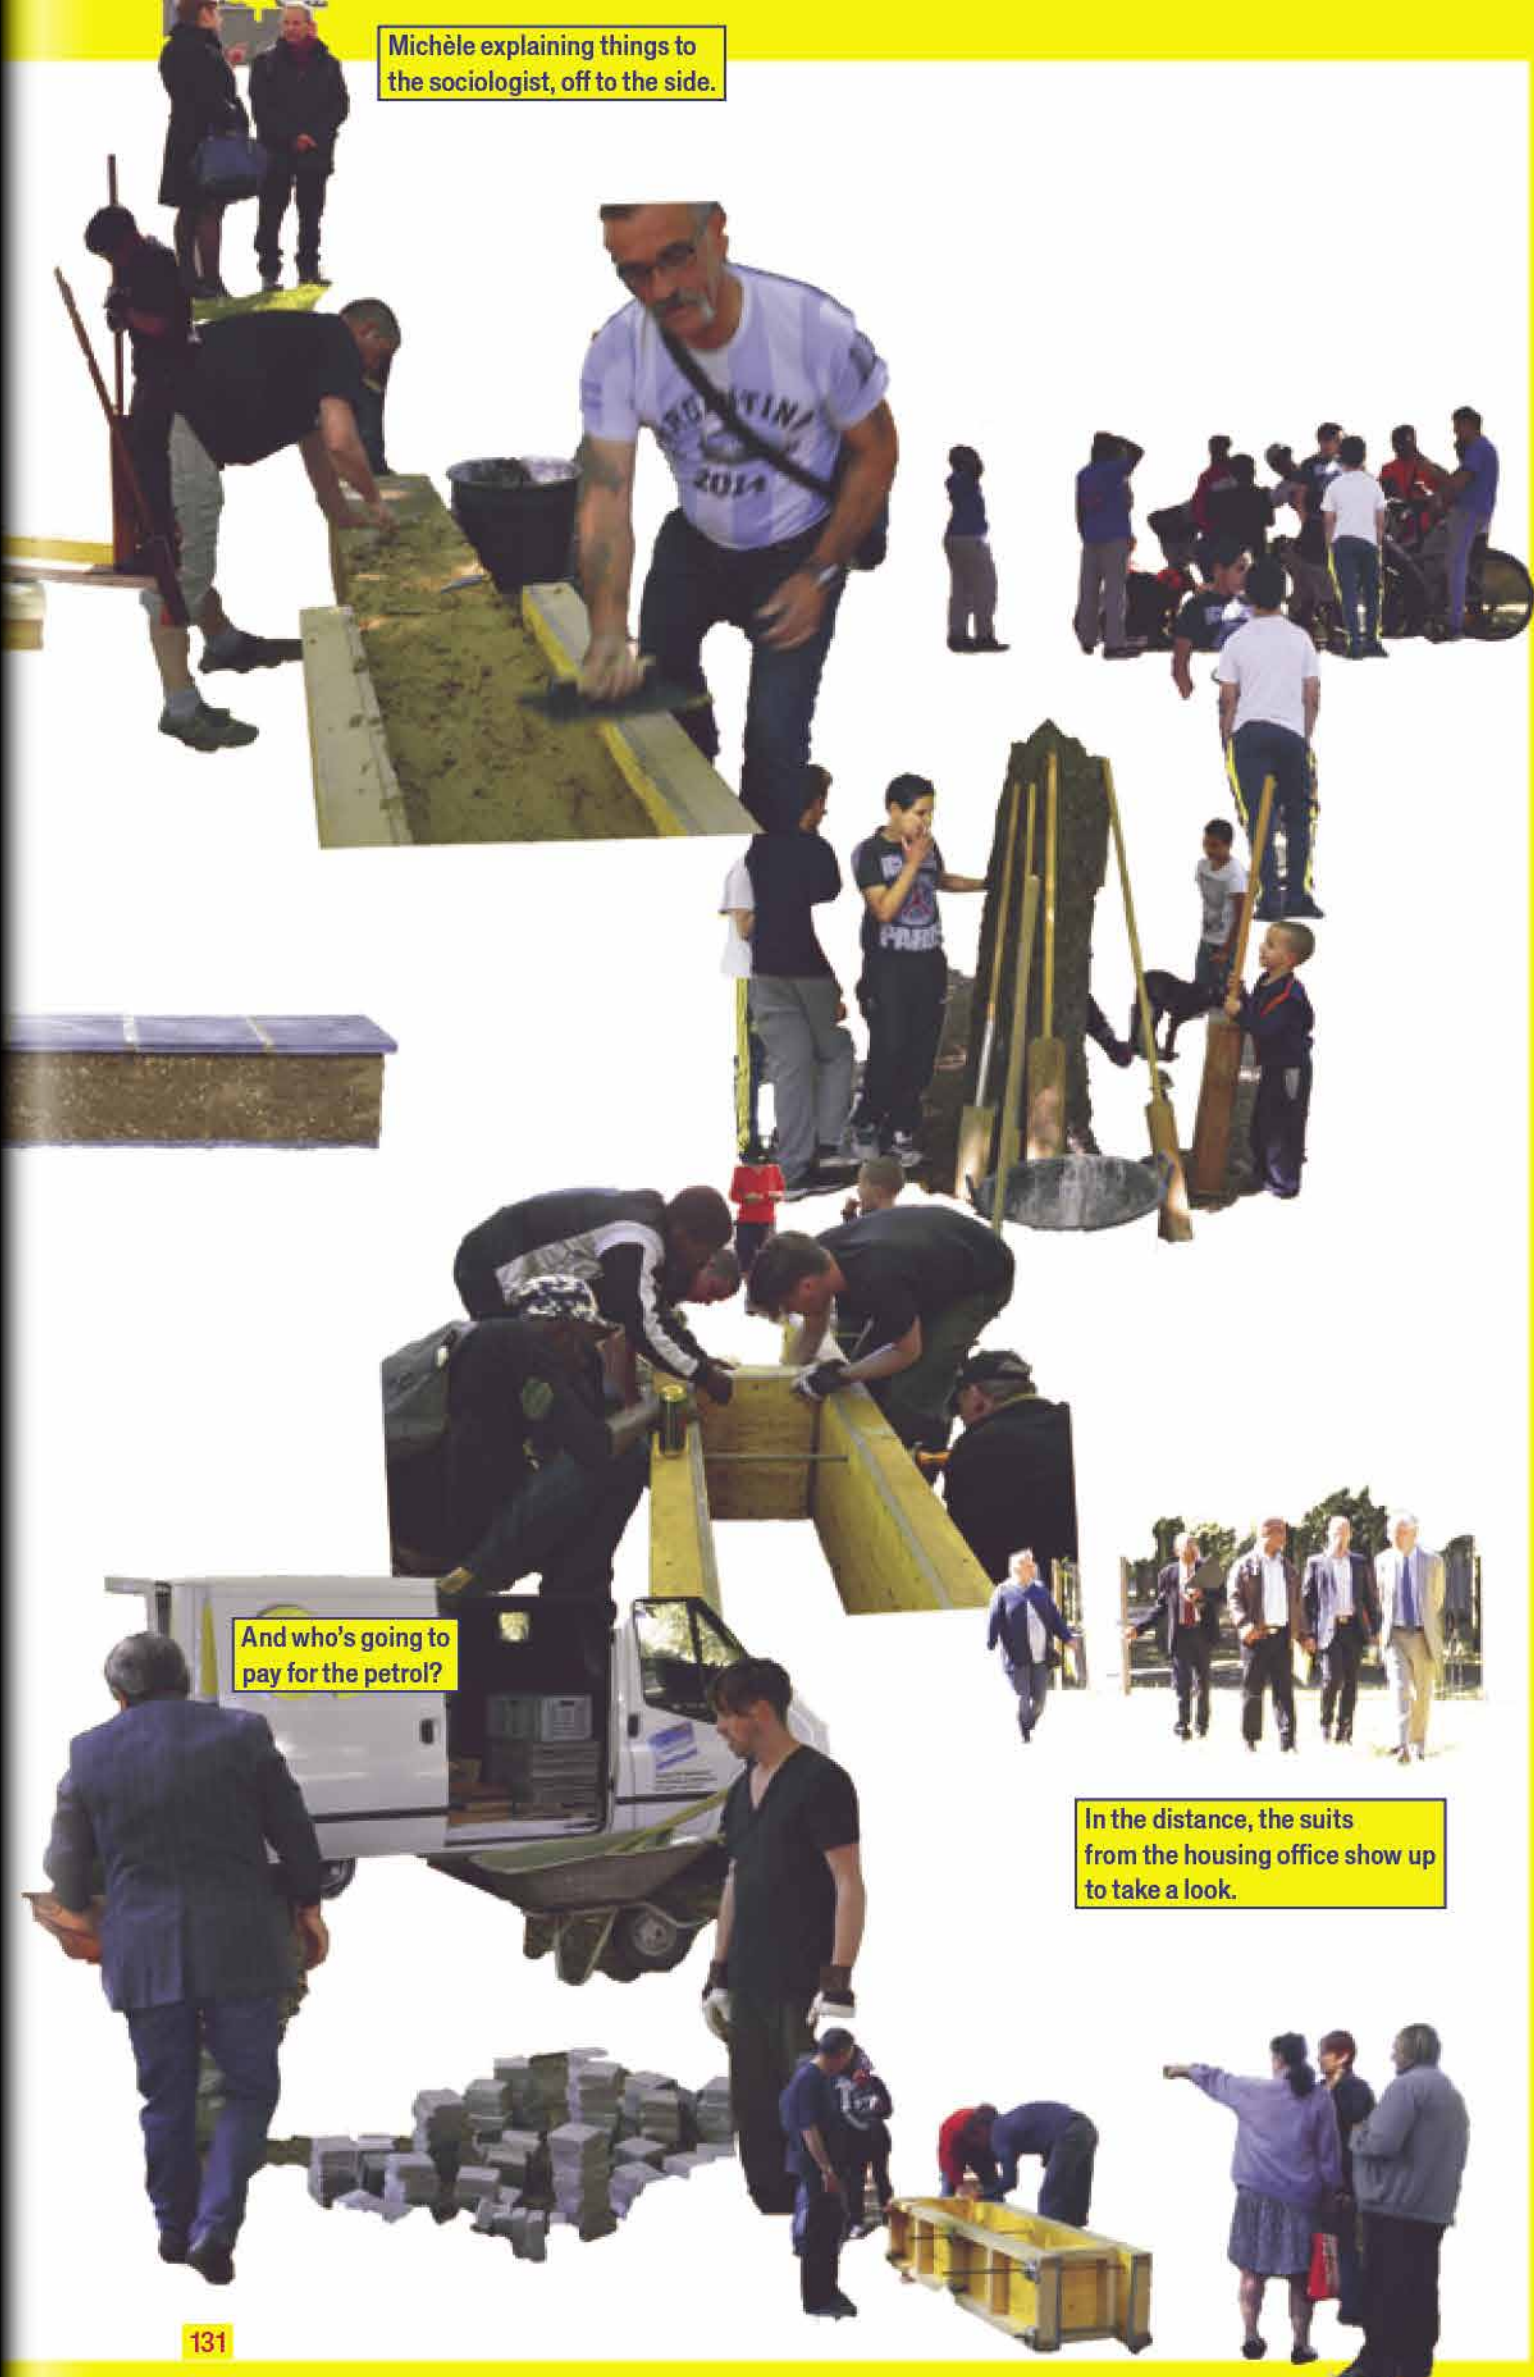 Michèle explaining things to
the sociologist, off to the side.
ARGENTINA
2014
PARIS
And who's going to
pay for the petrol?
In the distance, the suits
from the housing office show up
to take a look.
131